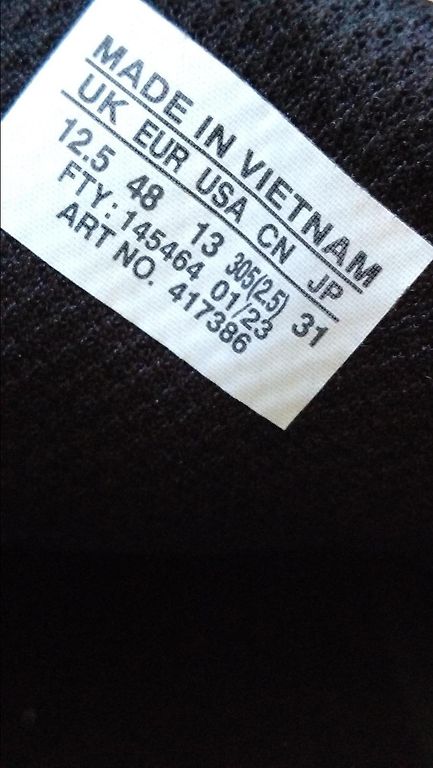 MADE IN VIETNAM
UK EUR USA CN JP
12.5 48 13 305(2.5) 31
FTY: 145464 01/23
ART NO. 417386